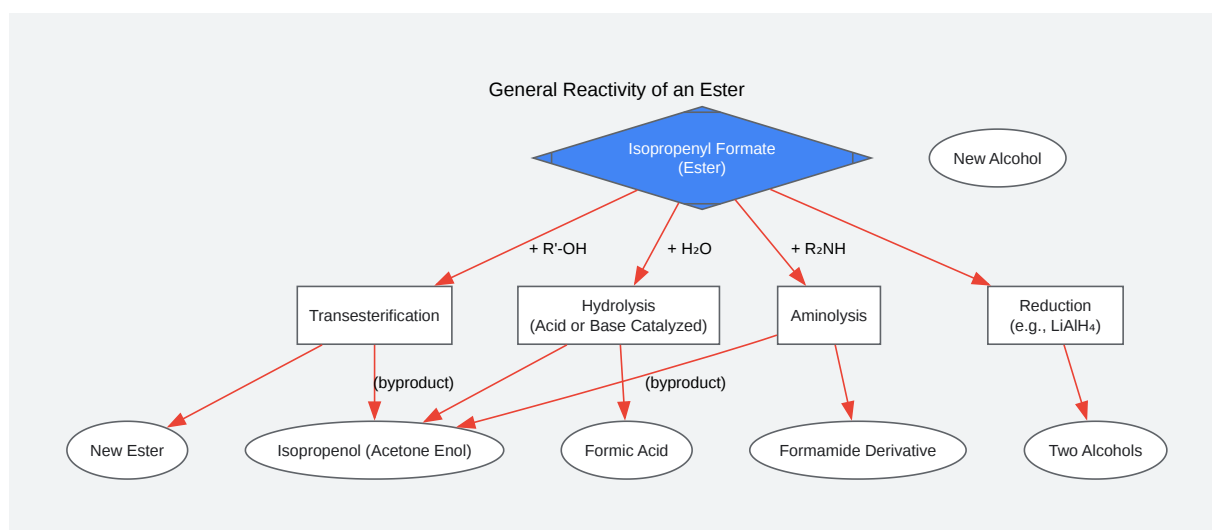 General Reactivity of an Ester
Isopropenyl Formate
(Ester)
New Alcohol
+ R'-OH
+ H₂O
+ R₂NH
Transesterification
Hydrolysis
(Acid or Base Catalyzed)
Aminolysis
Reduction
(e.g., LiAlH₄)
(byproduct)
(byproduct)
New Ester
Isopropenol (Acetone Enol)
Formic Acid
Formamide Derivative
Two Alcohols